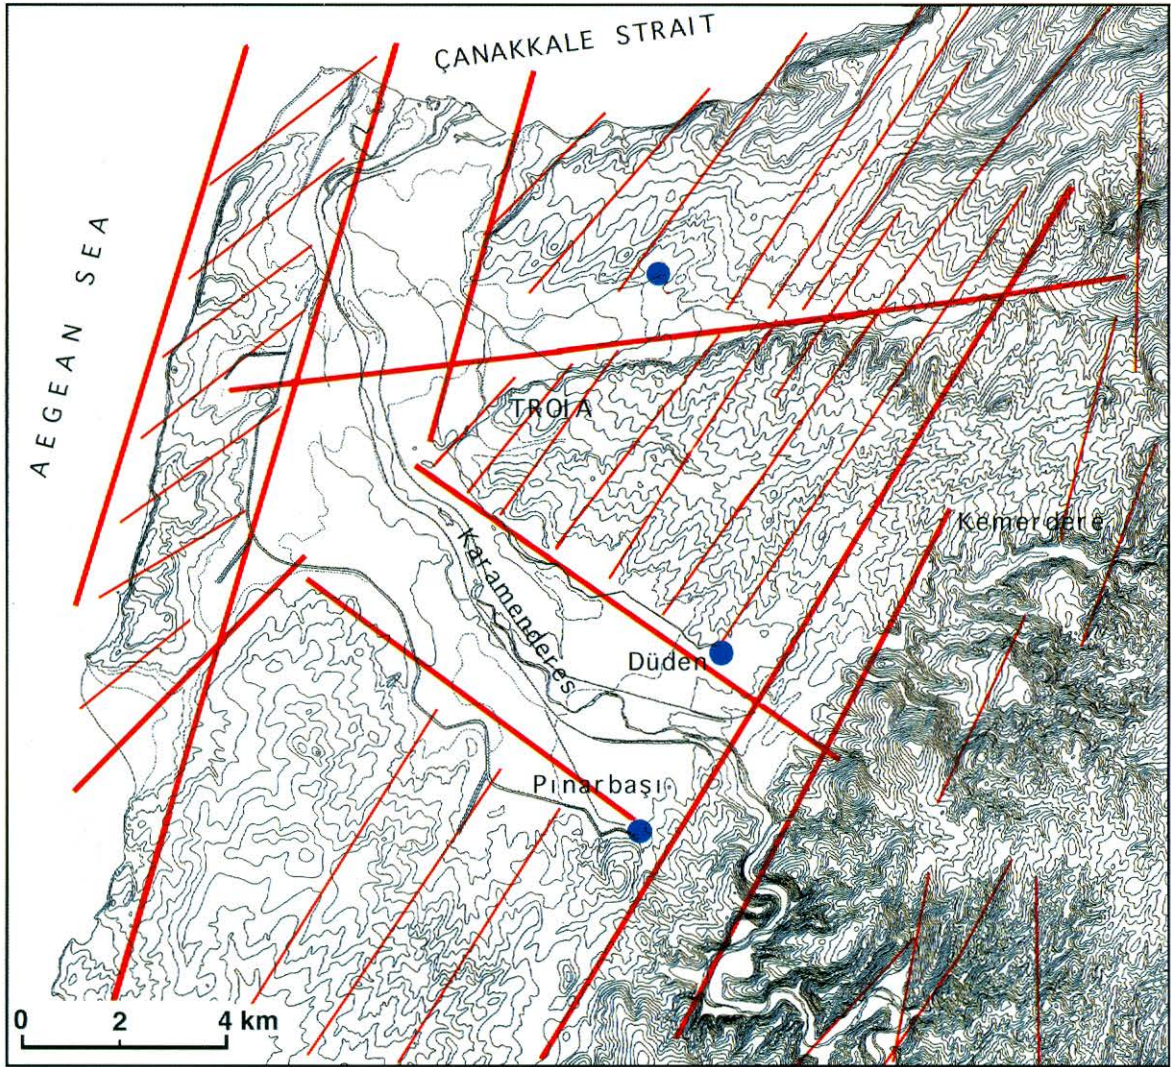 ÇANAKKALE STRAIT
AEGEAN SEA
TROIA
Kemerdere
Karamenderes
Düden
Pınarbaşı
0 2 4 km